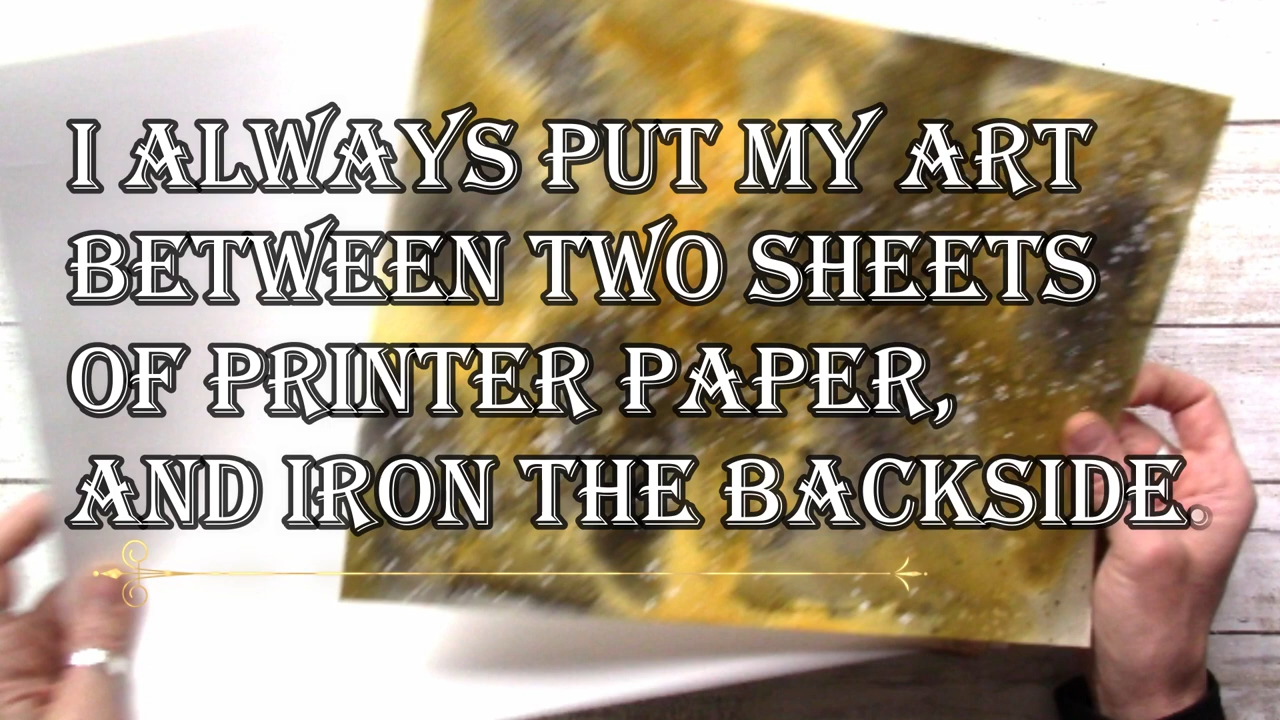 I ALWAYS PUT MY ART
BETWEEN TWO SHEETS
OF PRINTER PAPER,
AND IRON THE BACKSIDE.